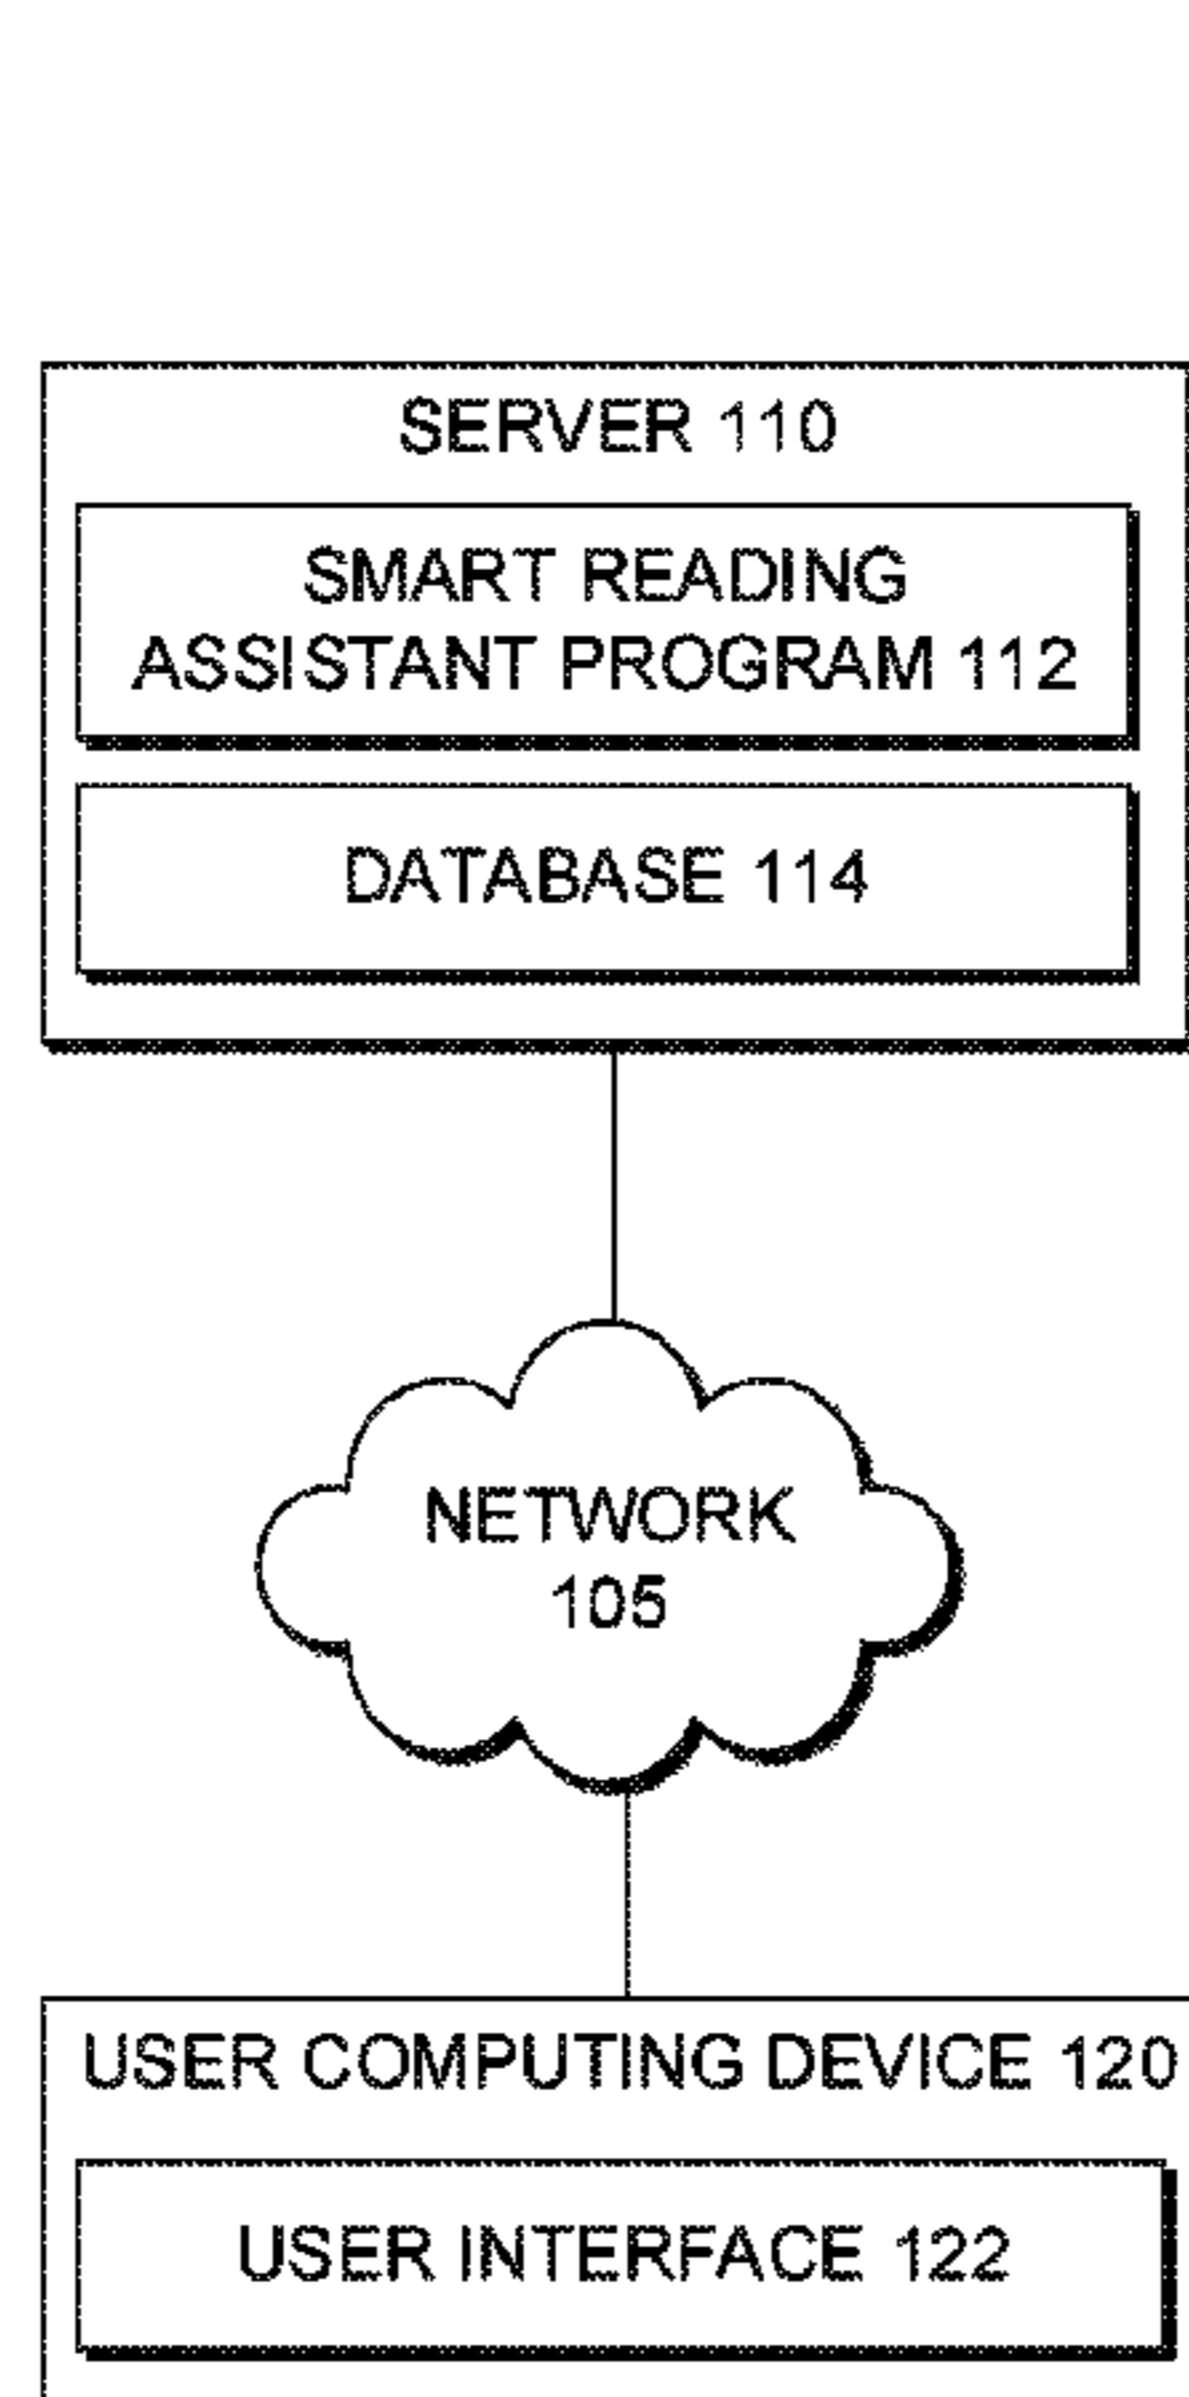 SERVER 110
SMART READING
ASSISTANT PROGRAM 112
DATABASE 114
NETWORK
105
USER COMPUTING DEVICE 120
USER INTERFACE 122